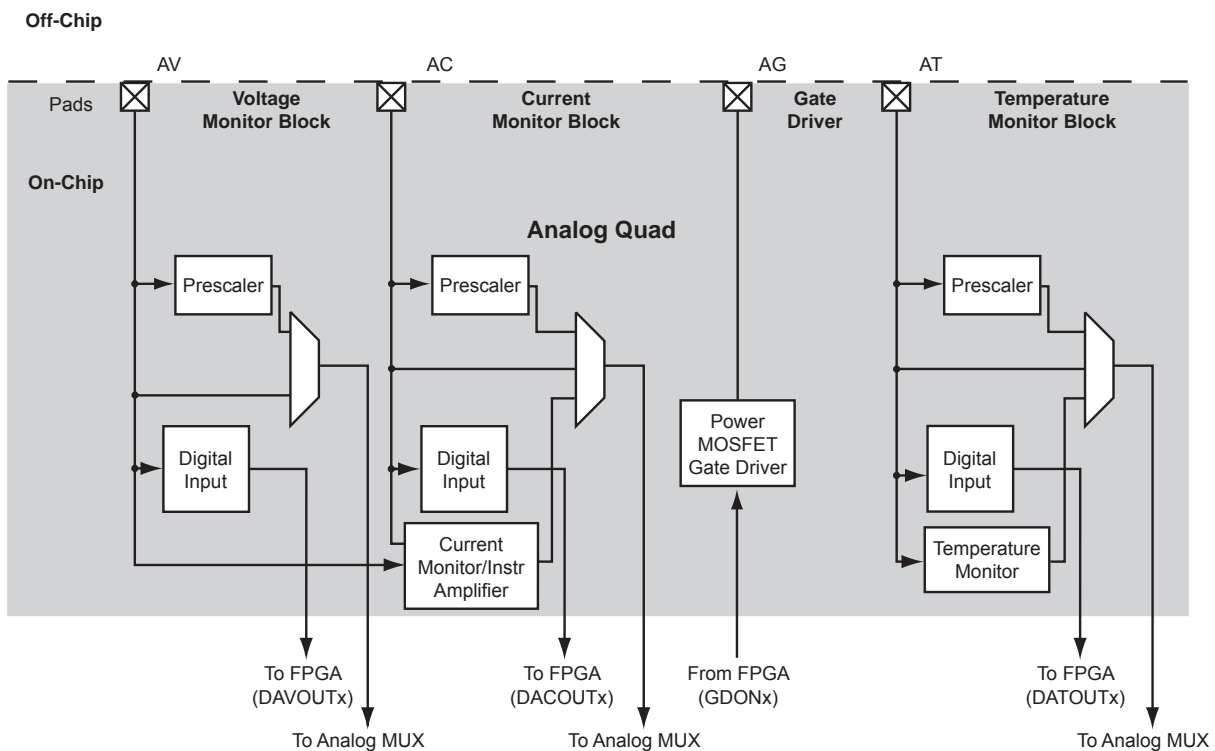 Off-Chip
AV
AC
AG
AT
Pads
Voltage
Monitor Block
Current
Monitor Block
Gate
Driver
Temperature
Monitor Block
On-Chip
Analog Quad
Prescaler
Prescaler
Prescaler
Power
MOSFET
Gate Driver
Digital
Input
Digital
Input
Digital
Input
Current
Monitor/Instr
Amplifier
Temperature
Monitor
To FPGA
(DAVOUTx)
To FPGA
(DACOUTx)
From FPGA
(GDONx)
To FPGA
(DATOUTx)
To Analog MUX
To Analog MUX
To Analog MUX